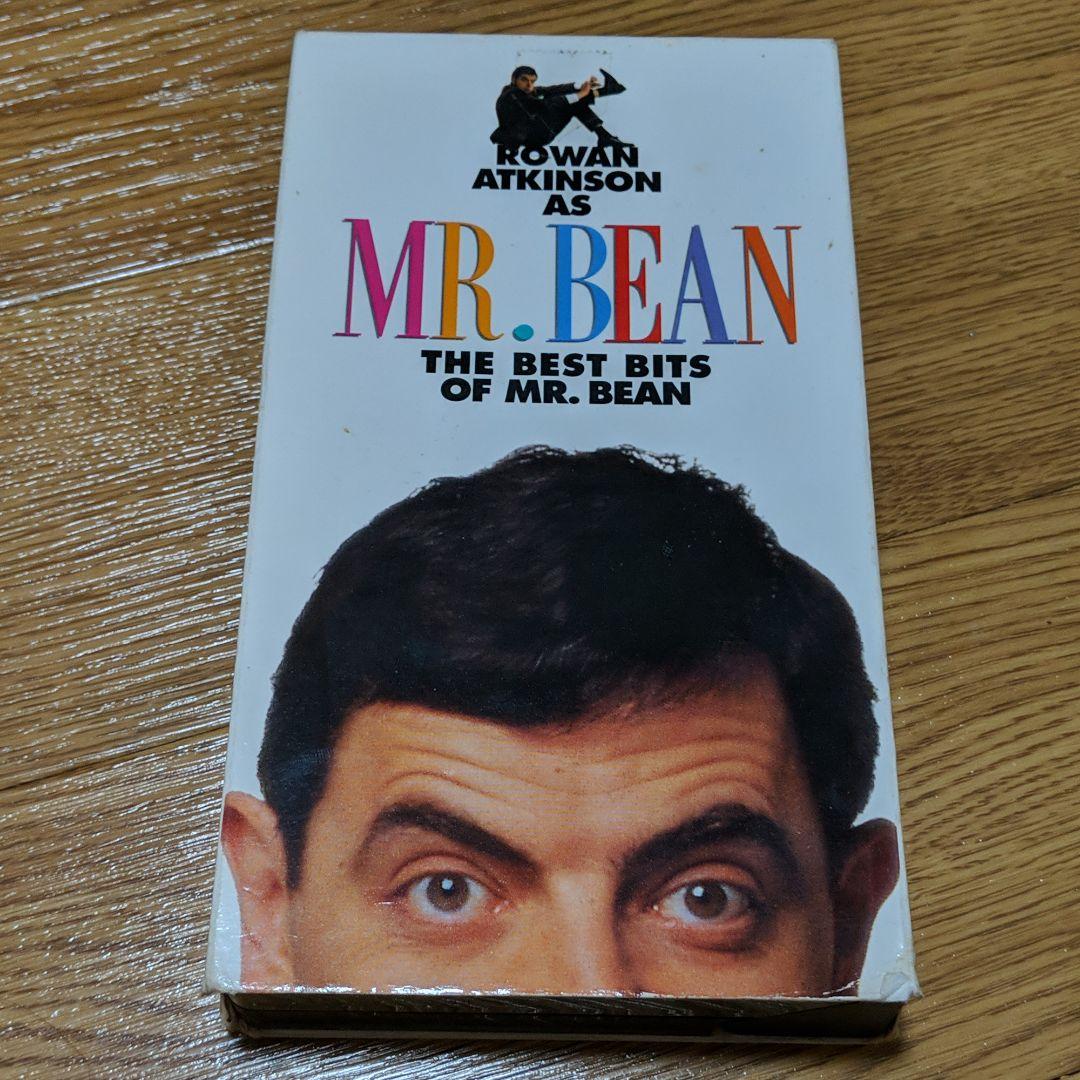 ROWAN
ATKINSON
AS
MR. BEAN
THE BEST BITS
OF MR. BEAN